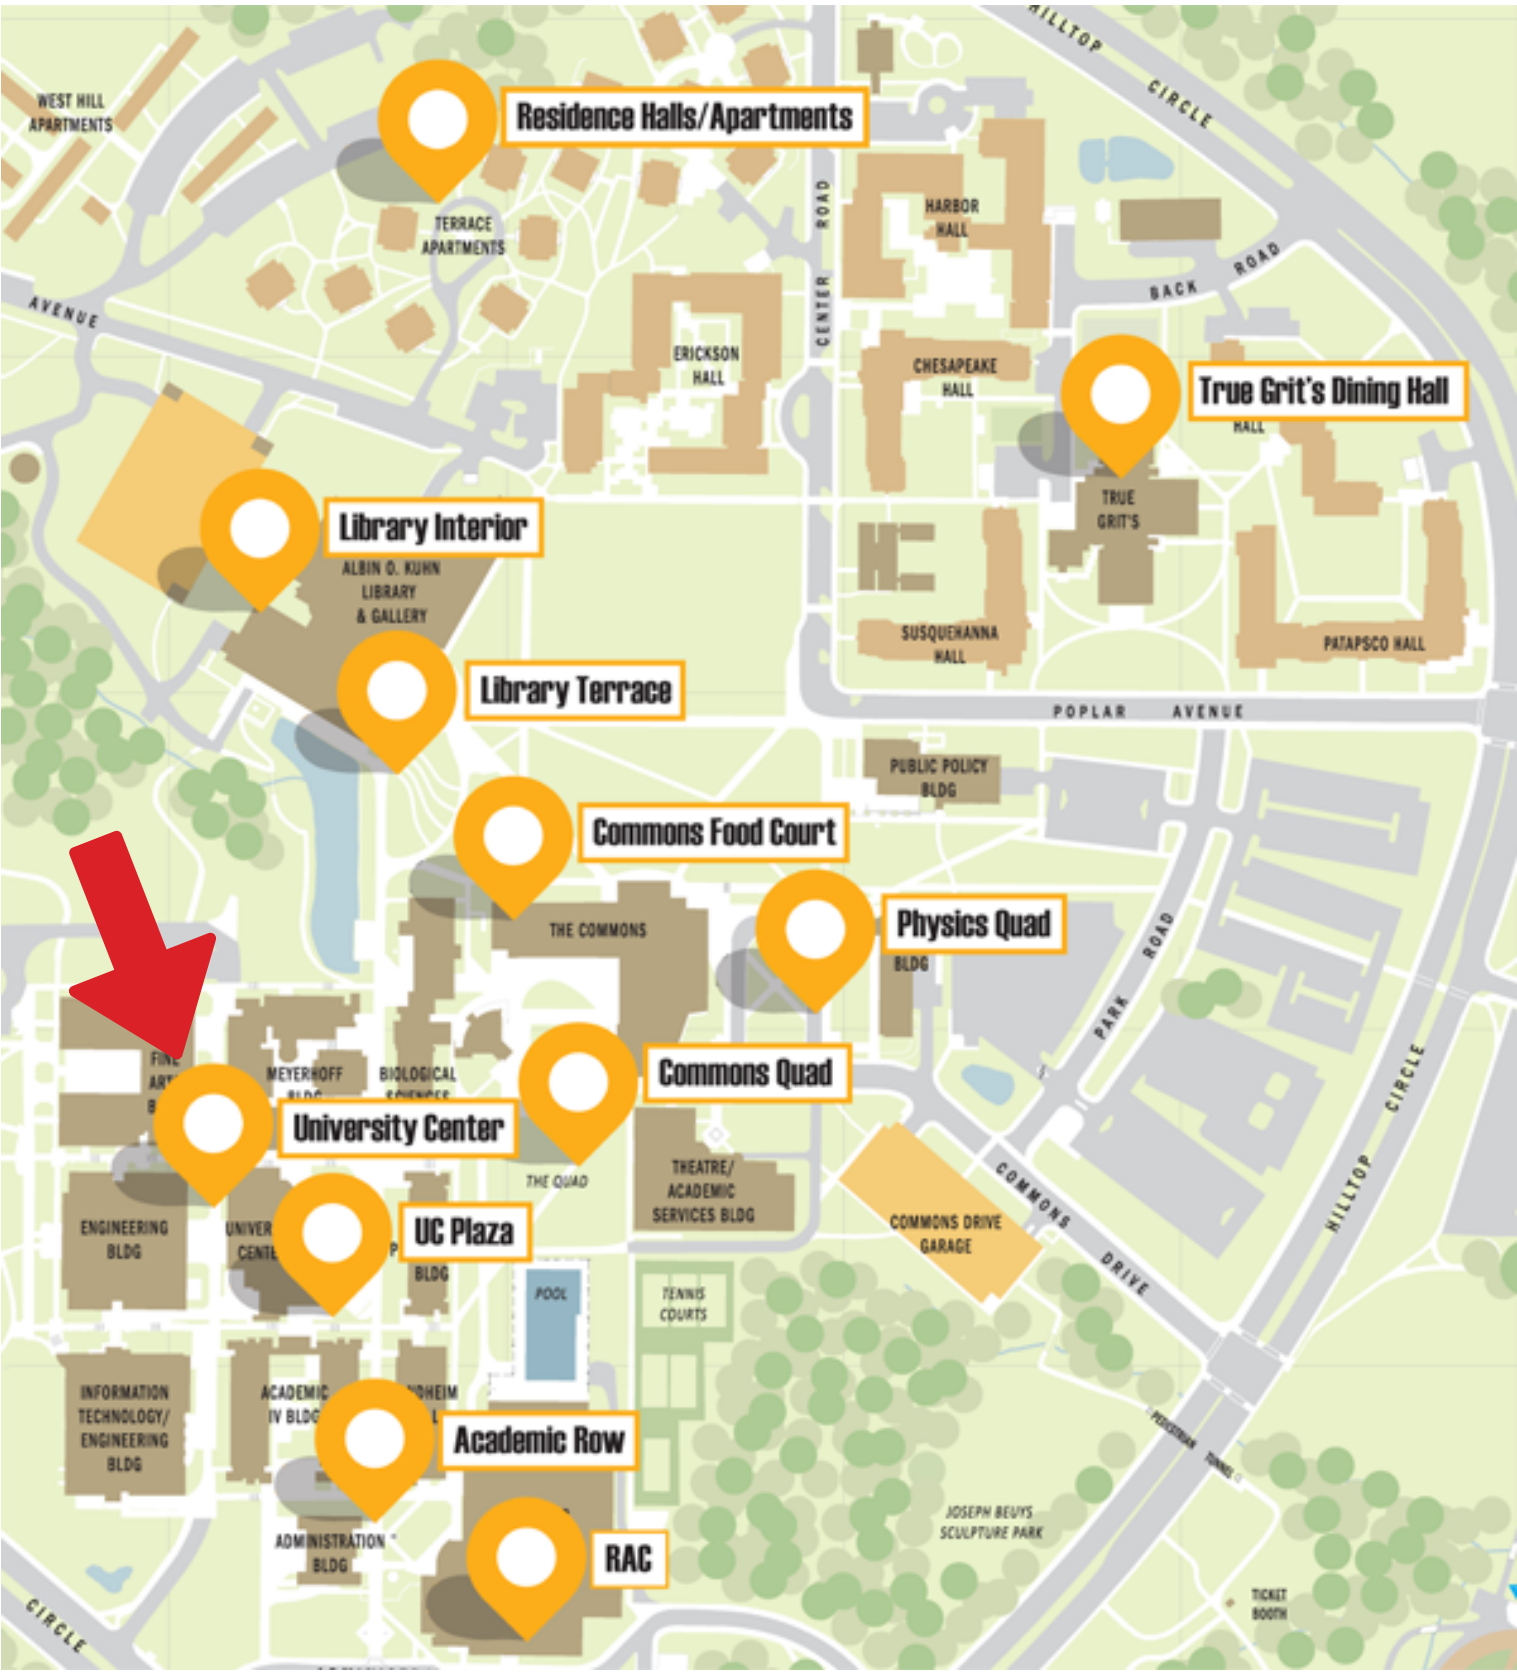 HILLTOP CIRCLE
WEST HILL
APARTMENTS
Residence Halls/Apartments
TERRACE
APARTMENTS
CENTER ROAD
HARBOR
HALL
BACK ROAD
AVENUE
ERICKSON
HALL
CHESAPEAKE
HALL
True Grit's Dining Hall
HALL
TRUE
GRIT'S
Library Interior
ALBIN O. KUHN
LIBRARY
& GALLERY
SUSQUEHANNA
HALL
PATAPSCO HALL
Library Terrace
POPLAR AVENUE
PUBLIC POLICY
BLDG
Commons Food Court
THE COMMONS
Physics Quad
BLDG
PARK ROAD
HILLTOP CIRCLE
FINE
MEYERHOFF
BLDG
BIOLOGICAL
SCIENCES
Commons Quad
University Center
THE QUAD
THEATRE/
ACADEMIC
SERVICES BLDG
COMMONS DRIVE
COMMONS DRIVE
GARAGE
ENGINEERING
BLDG
UC Plaza
BLDG
POOL
TENNIS
COURTS
INFORMATION
TECHNOLOGY/
ENGINEERING
BLDG
ACADEMIC
IV BLDG
Academic Row
PEDESTRIAN TUNNEL
JOSEPH BEUYS
SCULPTURE PARK
ADMINISTRATION
BLDG
RAC
TICKET
BOOTH
CIRCLE